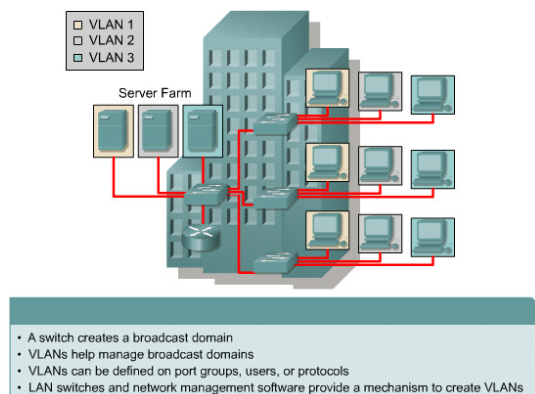 VLAN 1
VLAN 2
VLAN 3
Server Farm
• A switch creates a broadcast domain
• VLANs help manage broadcast domains
• VLANs can be defined on port groups, users, or protocols
• LAN switches and network management software provide a mechanism to create VLANs